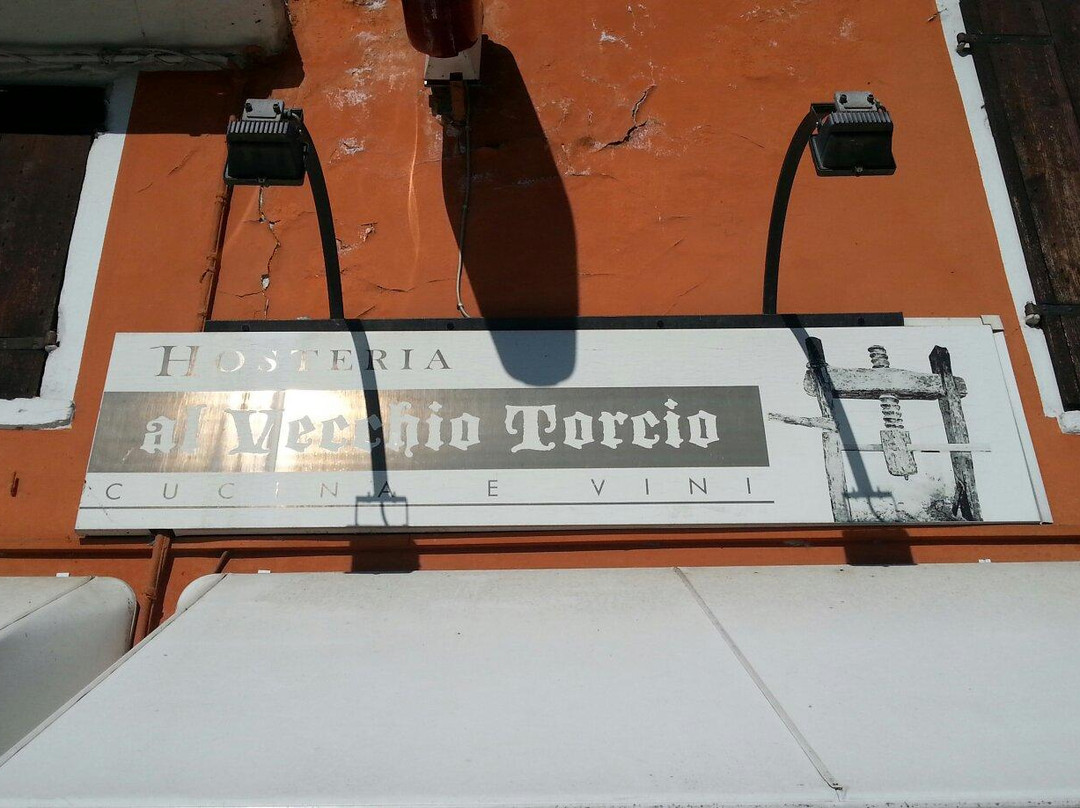 HOSTERIA
al Vecchio Torcio
CUCINA E VINI